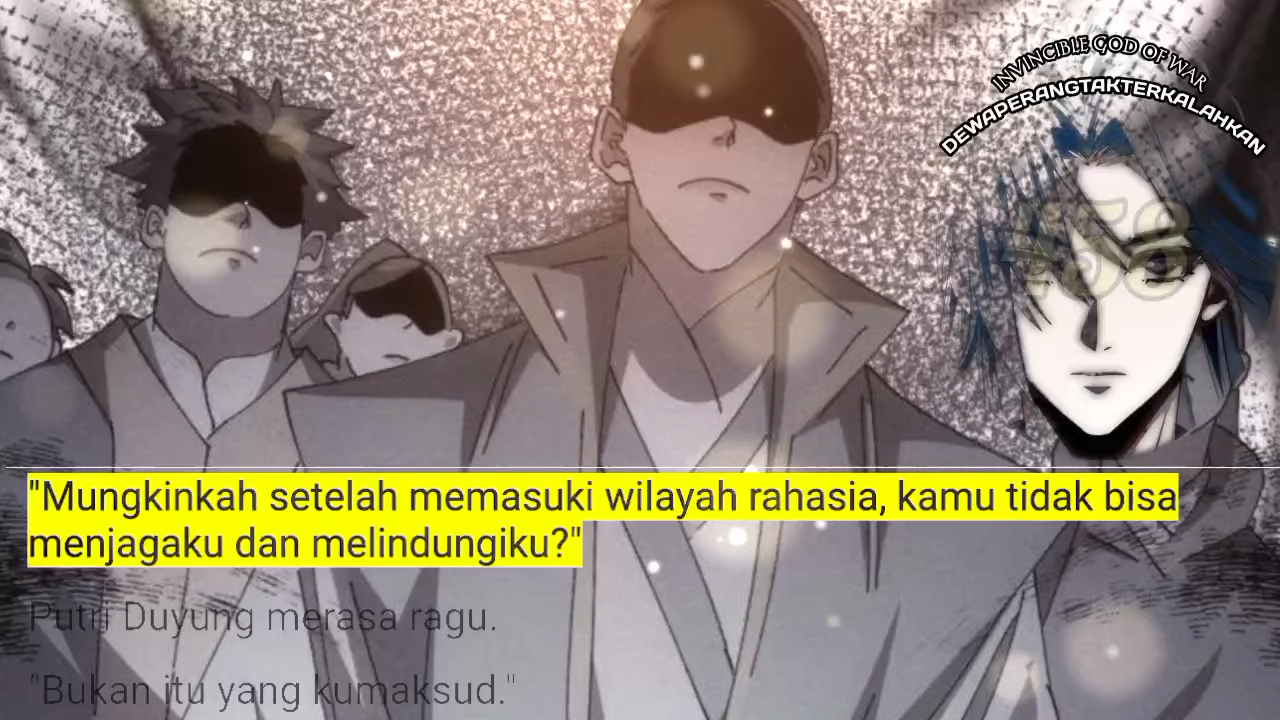 INVINCIBLE GOD OF WAR
DEWAPERANGTAKTERKALAHKAN
"Mungkinkah setelah memasuki wilayah rahasia, kamu tidak bisa
menjagaku dan melindungiku?"
Putri Duyung merasa ragu.
"Bukan itu yang kumaksud."